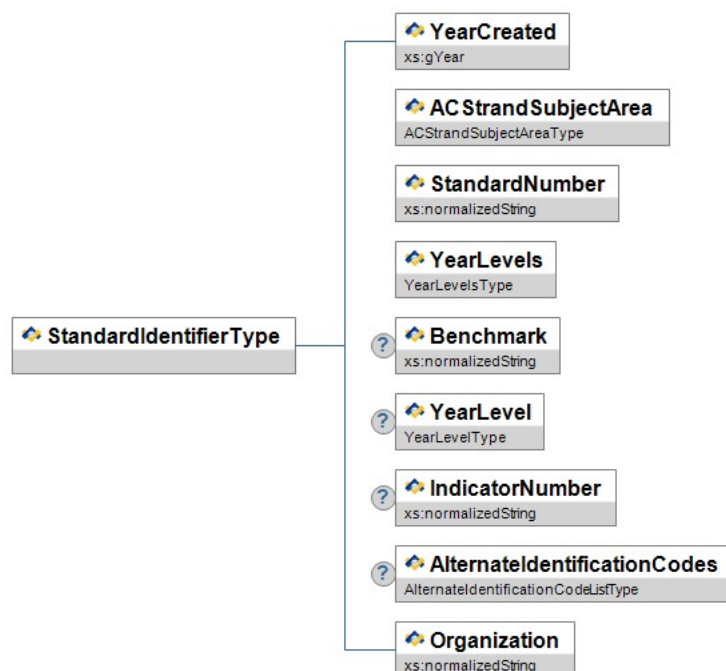 YearCreated
xs:gYear
ACStrandSubjectArea
ACStrandSubjectAreaType
StandardNumber
xs:normalizedString
YearLevels
YearLevelsType
StandardIdentifierType
? Benchmark
xs:normalizedString
? YearLevel
YearLevelType
? IndicatorNumber
xs:normalizedString
? AlternateIdentificationCodes
AlternateIdentificationCodeListType
Organization
xs:normalizedString